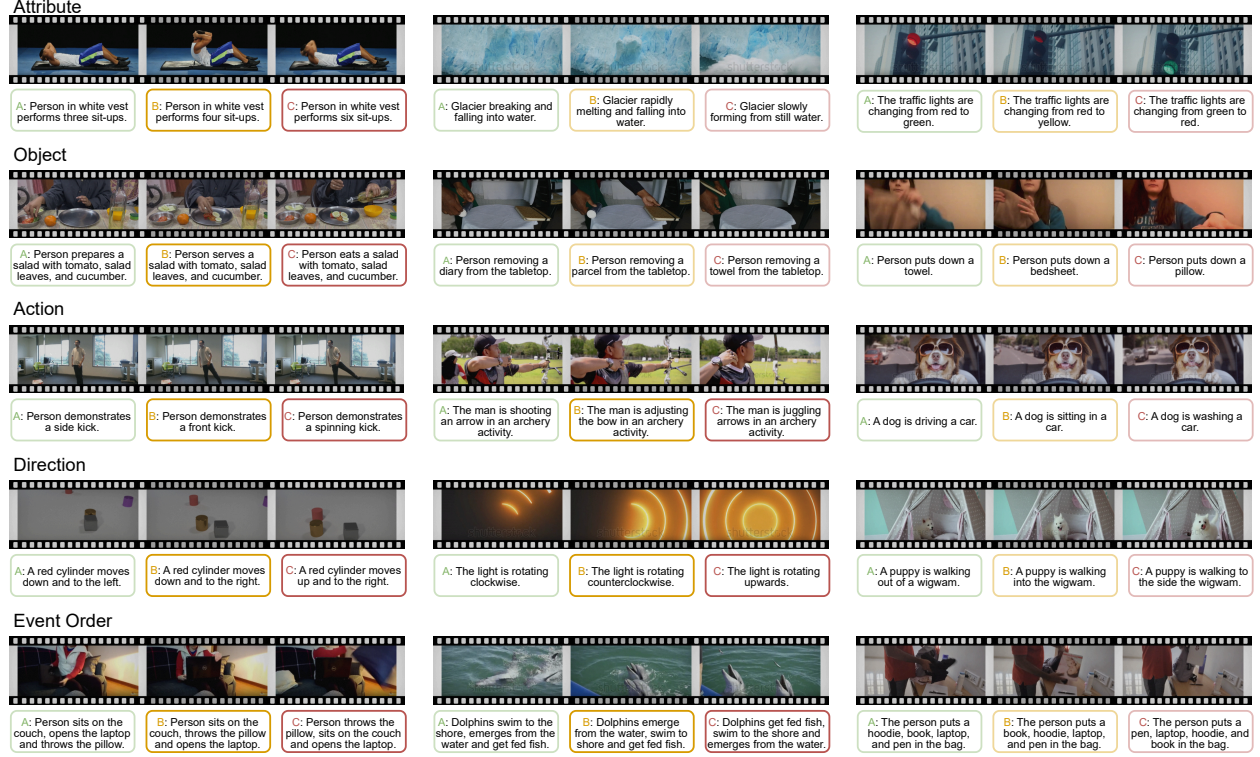 Attribute
A: Person in white vest
performs three sit-ups.
B: Person in white vest
performs four sit-ups.
C: Person in white vest
performs six sit-ups.
A: Glacier breaking and
falling into water.
B: Glacier rapidly
melting and falling into
water.
C: Glacier slowly
forming from still water.
A: The traffic lights are
changing from red to
green.
B: The traffic lights are
changing from red to
yellow.
C: The traffic lights are
changing from green to
red.
Object
A: Person prepares a
salad with tomato, salad
leaves, and cucumber.
B: Person serves a
salad with tomato, salad
leaves, and cucumber.
C: Person eats a salad
with tomato, salad
leaves, and cucumber.
A: Person removing a
diary from the tabletop.
B: Person removing a
parcel from the tabletop.
C: Person removing a
towel from the tabletop.
A: Person puts down a
towel.
B: Person puts down a
bedsheet.
C: Person puts down a
pillow.
Action
A: Person demonstrates
a side kick.
B: Person demonstrates
a front kick.
C: Person demonstrates
a spinning kick.
A: The man is shooting
an arrow in an archery
activity.
B: The man is adjusting
the bow in an archery
activity.
C: The man is juggling
arrows in an archery
activity.
A: A dog is driving a car.
B: A dog is sitting in a
car.
C: A dog is washing a
car.
Direction
A: A red cylinder moves
down and to the left.
B: A red cylinder moves
down and to the right.
C: A red cylinder moves
up and to the right.
A: The light is rotating
clockwise.
B: The light is rotating
counterclockwise.
C: The light is rotating
upwards.
A: A puppy is walking
out of a wigwam.
B: A puppy is walking
into the wigwam.
C: A puppy is walking to
the side the wigwam.
Event Order
A: Person sits on the
couch, opens the laptop
and throws the pillow.
B: Person sits on the
couch, throws the pillow
and opens the laptop.
C: Person throws the
pillow, sits on the couch
and opens the laptop.
A: Dolphins swim to the
shore, emerges from the
water and get fed fish.
B: Dolphins emerge
from the water, swim to
shore and get fed fish.
C: Dolphins get fed fish,
swim to the shore and
emerges from the water.
A: The person puts a
hoodie, book, laptop,
and pen in the bag.
B: The person puts a
book, hoodie, laptop,
and pen in the bag.
C: The person puts a
pen, laptop, hoodie, and
book in the bag.